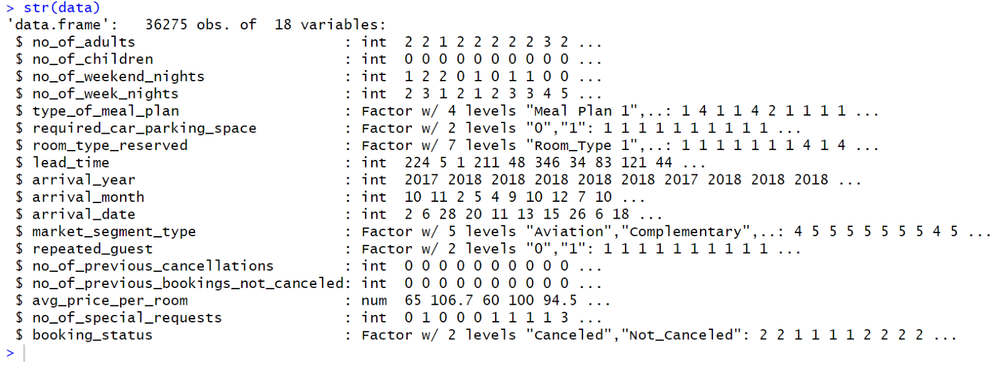 > str(data)
'data.frame':   36275 obs. of  18 variables:
 $ no_of_adults                        : int  2 2 1 2 2 2 2 2 3 2 ...
 $ no_of_children                      : int  0 0 0 0 0 0 0 0 0 0 ...
 $ no_of_weekend_nights                : int  1 2 2 0 1 0 1 1 0 0 ...
 $ no_of_week_nights                   : int  2 3 1 2 1 2 3 3 4 5 ...
 $ type_of_meal_plan                   : Factor w/ 4 levels "Meal Plan 1",..: 1 4 1 1 4 2 1 1 1 1 ...
 $ required_car_parking_space          : Factor w/ 2 levels "0","1": 1 1 1 1 1 1 1 1 1 1 ...
 $ room_type_reserved                  : Factor w/ 7 levels "Room_Type 1",..: 1 1 1 1 1 1 1 4 1 4 ...
 $ lead_time                           : int  224 5 1 211 48 346 34 83 121 44 ...
 $ arrival_year                        : int  2017 2018 2018 2018 2018 2018 2017 2018 2018 2018 ...
 $ arrival_month                       : int  10 11 2 5 4 9 10 12 7 10 ...
 $ arrival_date                        : int  2 6 28 20 11 13 15 26 6 18 ...
 $ market_segment_type                 : Factor w/ 5 levels "Aviation","Complementary",..: 4 5 5 5 5 5 5 5 4 5 ...
 $ repeated_guest                      : Factor w/ 2 levels "0","1": 1 1 1 1 1 1 1 1 1 1 ...
 $ no_of_previous_cancellations        : int  0 0 0 0 0 0 0 0 0 0 ...
 $ no_of_previous_bookings_not_canceled: int  0 0 0 0 0 0 0 0 0 0 ...
 $ avg_price_per_room                  : num  65 106.7 60 100 94.5 ...
 $ no_of_special_requests              : int  0 1 0 0 0 1 1 1 1 3 ...
 $ booking_status                      : Factor w/ 2 levels "Canceled","Not_Canceled": 2 2 1 1 1 1 2 2 2 2 ...
>